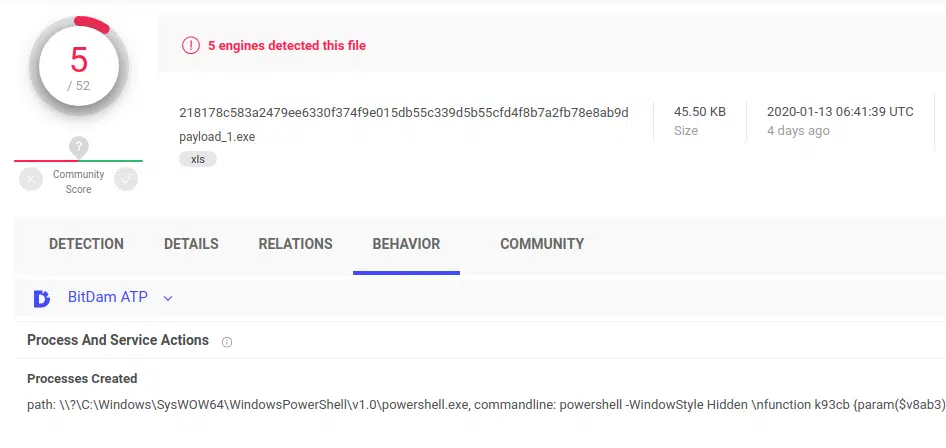 5
/ 52
5 engines detected this file
218178c583a2479ee6330f374f9e015db55c339d5b55cfd4f8b7a2fb78e8ab9d
payload_1.exe
xls
45.50 KB
Size
2020-01-13 06:41:39 UTC
4 days ago
?
Community
Score
DETECTION DETAILS RELATIONS BEHAVIOR COMMUNITY
BitDam ATP
Process And Service Actions
Processes Created
path: \\?\C:\Windows\SysWOW64\WindowsPowerShell\v1.0\powershell.exe, commandline: powershell -WindowStyle Hidden \nfunction k93cb {param($v8ab3)